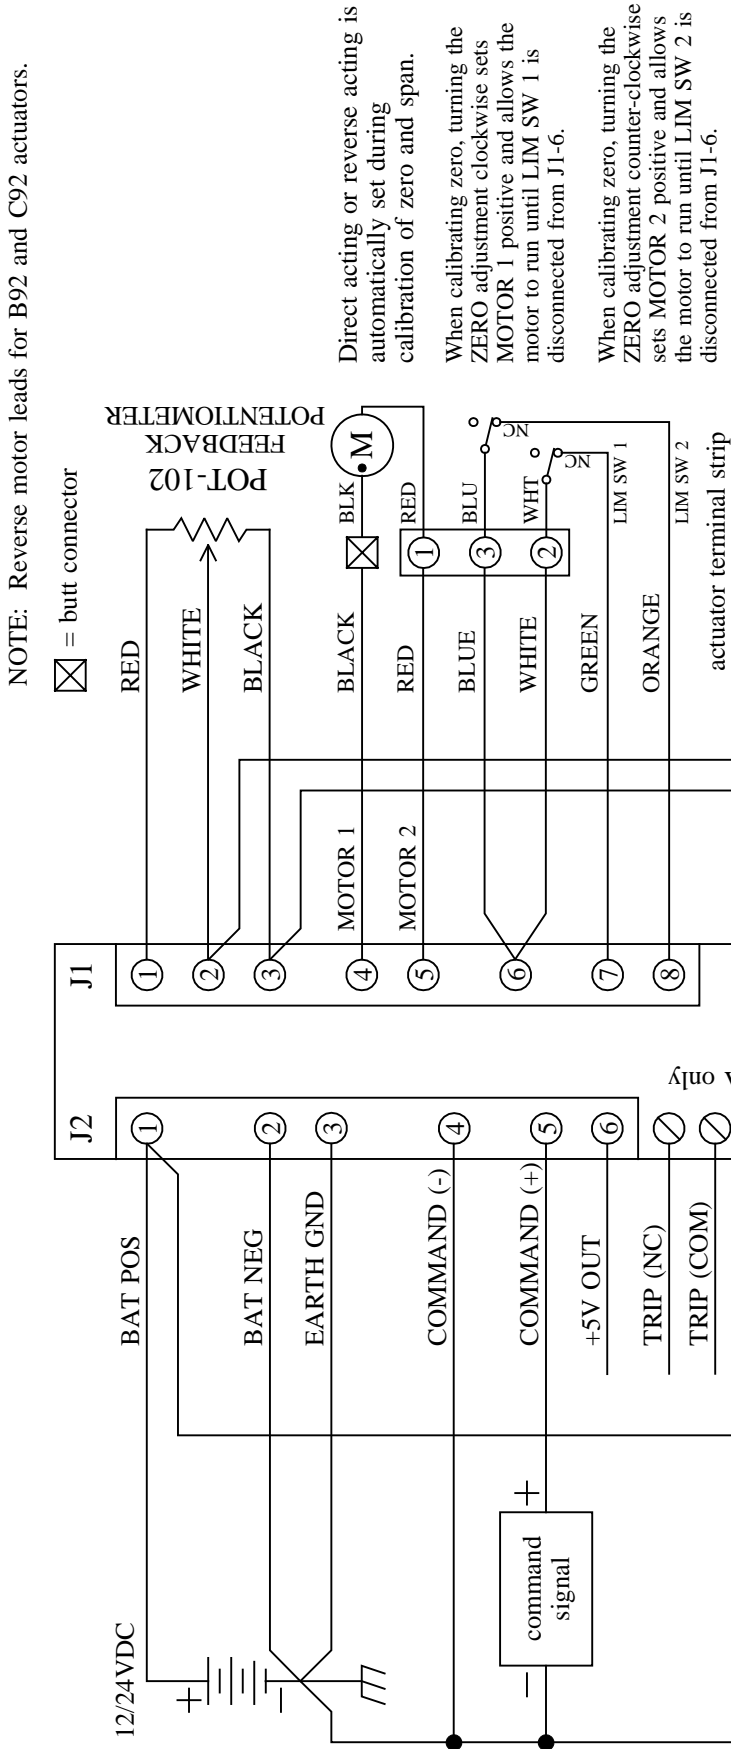 NOTE: Reverse motor leads for B92 and C92 actuators.
= butt connector
RED
WHITE
BLACK
POT-102
FEEDBACK
POTENTIOMETER
BLACK
BLK
M
RED
RED
BLUE
BLU
WHITE
WHT
GREEN
ORANGE
1
3
2
NC
NC
LIM SW 1
LIM SW 2
actuator terminal strip
Direct acting or reverse acting is
automatically set during
calibration of zero and span.
When calibrating zero, turning the
ZERO adjustment clockwise sets
MOTOR 1 positive and allows the
motor to run until LIM SW 1 is
disconnected from J1-6.
When calibrating zero, turning the
ZERO adjustment counter-clockwise
sets MOTOR 2 positive and allows
the motor to run until LIM SW 2 is
disconnected from J1-6.
MOTOR 1
MOTOR 2
J1
1
2
3
4
5
6
7
8
J2
1
2
3
4
5
6
only
BAT POS
BAT NEG
EARTH GND
COMMAND (-)
COMMAND (+)
+5V OUT
TRIP (NC)
TRIP (COM)
12/24VDC
+
−
+
command
signal
−